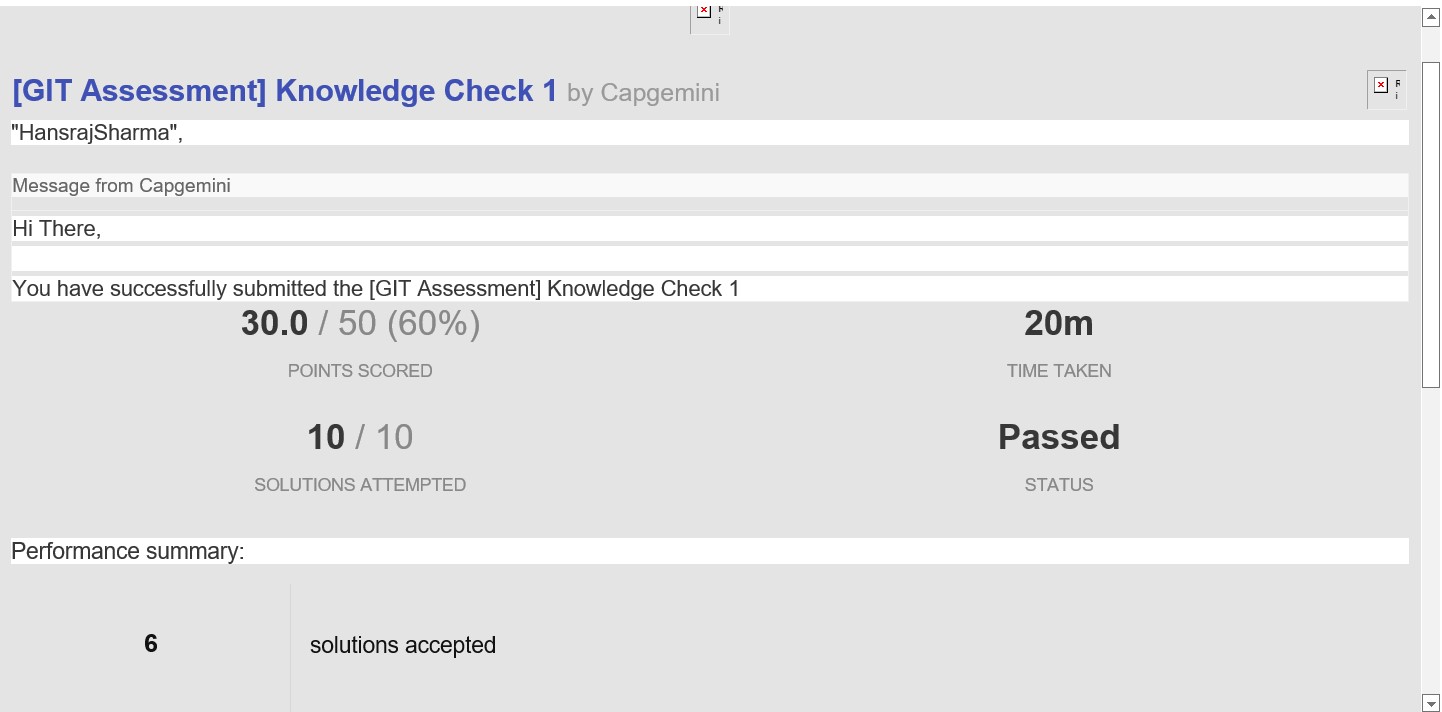 [GIT Assessment] Knowledge Check 1 by Capgemini
"HansrajSharma",
Message from Capgemini
Hi There,
You have successfully submitted the [GIT Assessment] Knowledge Check 1
30.0 / 50 (60%)
20m
POINTS SCORED
TIME TAKEN
10 / 10
Passed
SOLUTIONS ATTEMPTED
STATUS
Performance summary:
6
solutions accepted